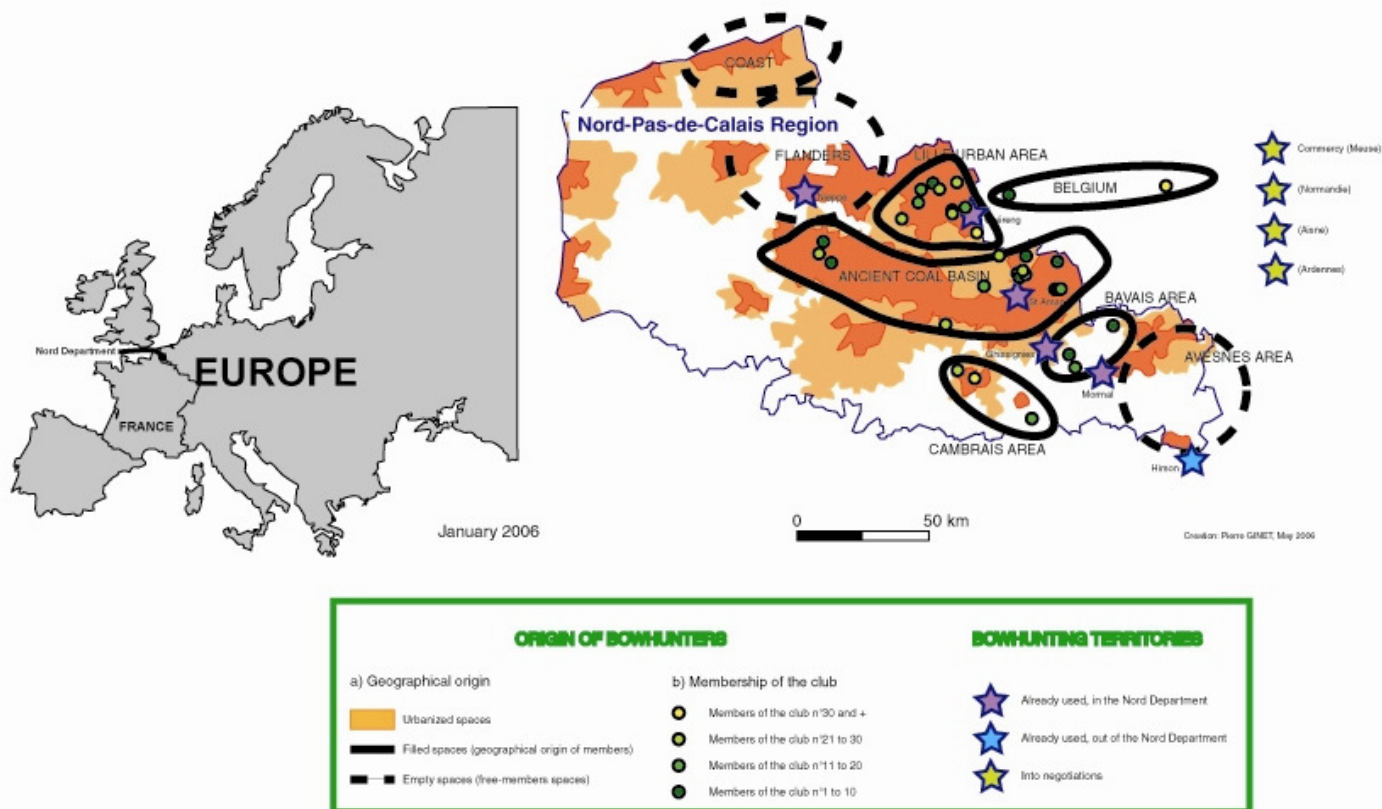 COAST
Nord-Pas-de-Calais Region
FLANDERS
LILLE URBAN AREA
BELGIUM
ANCIENT COAL BASIN
St Amand
BAVAIS AREA
Ghissignies
AVESNES AREA
Mormal
CAMBRAIS AREA
Hirson
Commercy (Meuse)
(Normandie)
(Aisne)
(Ardennes)
Nord Department
EUROPE
FRANCE
January 2006
0 50 km
Creation: Pierre GINET, May 2006
ORIGIN OF BOWHUNTERS
a) Geographical origin
Urbanized spaces
Filled spaces (geographical origin of members)
Empty spaces (free-members spaces)
b) Membership of the club
Members of the club n°30 and +
Members of the club n°21 to 30
Members of the club n°11 to 20
Members of the club n°1 to 10
BOWHUNTING TERRITORIES
Already used, in the Nord Department
Already used, out of the Nord Department
Into negotiations